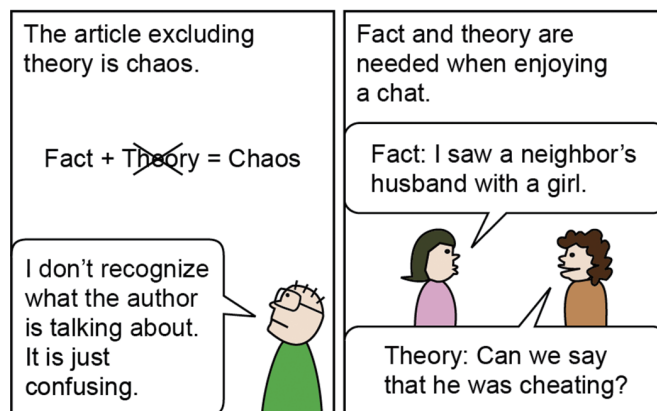 The article excluding
theory is chaos.
Fact + Theory = Chaos
I don't recognize
what the author
is talking about.
It is just
confusing.
Fact and theory are
needed when enjoying
a chat.
Fact: I saw a neighbor's
husband with a girl.
Theory: Can we say
that he was cheating?